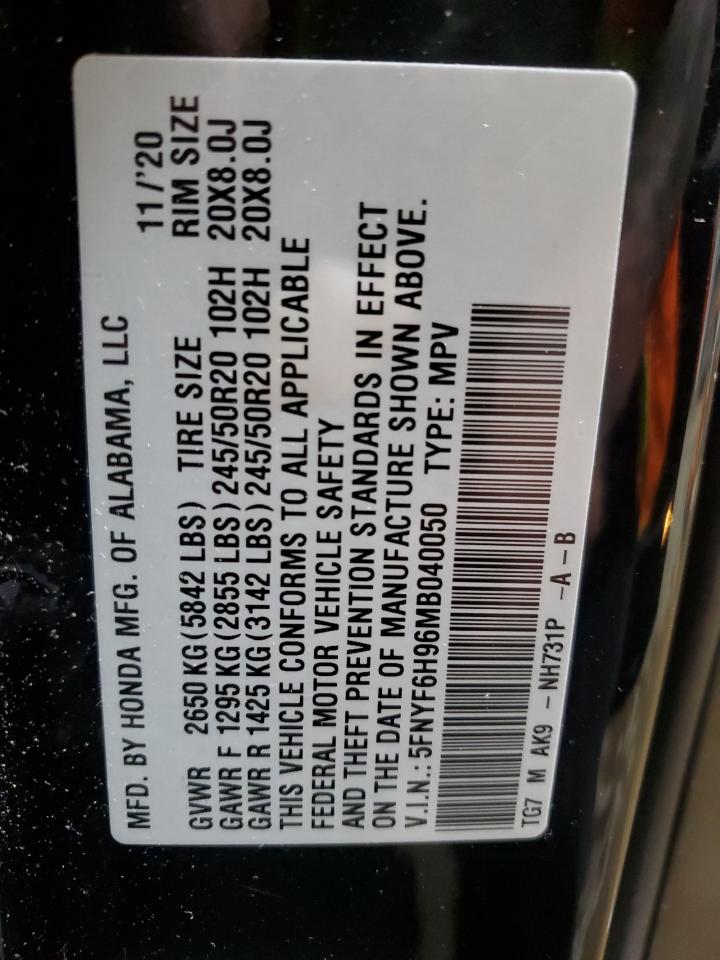 MFD. BY HONDA MFG. OF ALABAMA, LLC 11/'20
GVWR 2650 KG(5842 LBS) TIRE SIZE RIM SIZE
GAWR F 1295 KG(2855 LBS) 245/50R20 102H 20X8.0J
GAWR R 1425 KG(3142 LBS) 245/50R20 102H 20X8.0J
THIS VEHICLE CONFORMS TO ALL APPLICABLE
FEDERAL MOTOR VEHICLE SAFETY
AND THEFT PREVENTION STANDARDS IN EFFECT
ON THE DATE OF MANUFACTURE SHOWN ABOVE.
V.I.N.: 5FNYF6H96MB040050 TYPE: MPV
TG7 M AK9 -NH731P -A-B